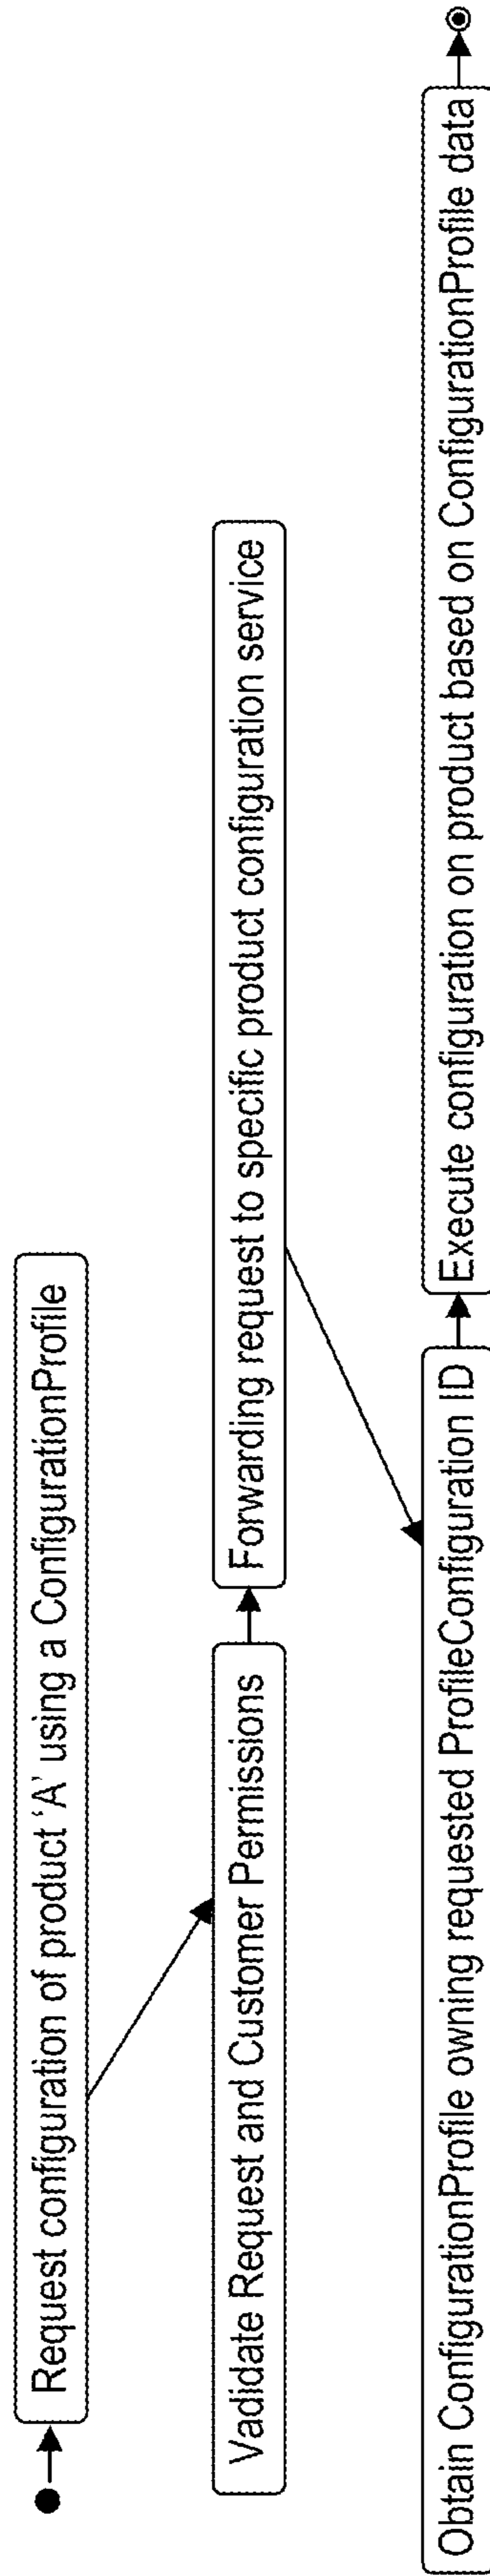 Request configuration of product 'A' using a ConfigurationProfile
Vadidate Request and Customer Permissions
Forwarding request to specific product configuration service
Obtain ConfigurationProfile owning requested ProfileConfiguration ID
Execute configuration on product based on ConfigurationProfile data